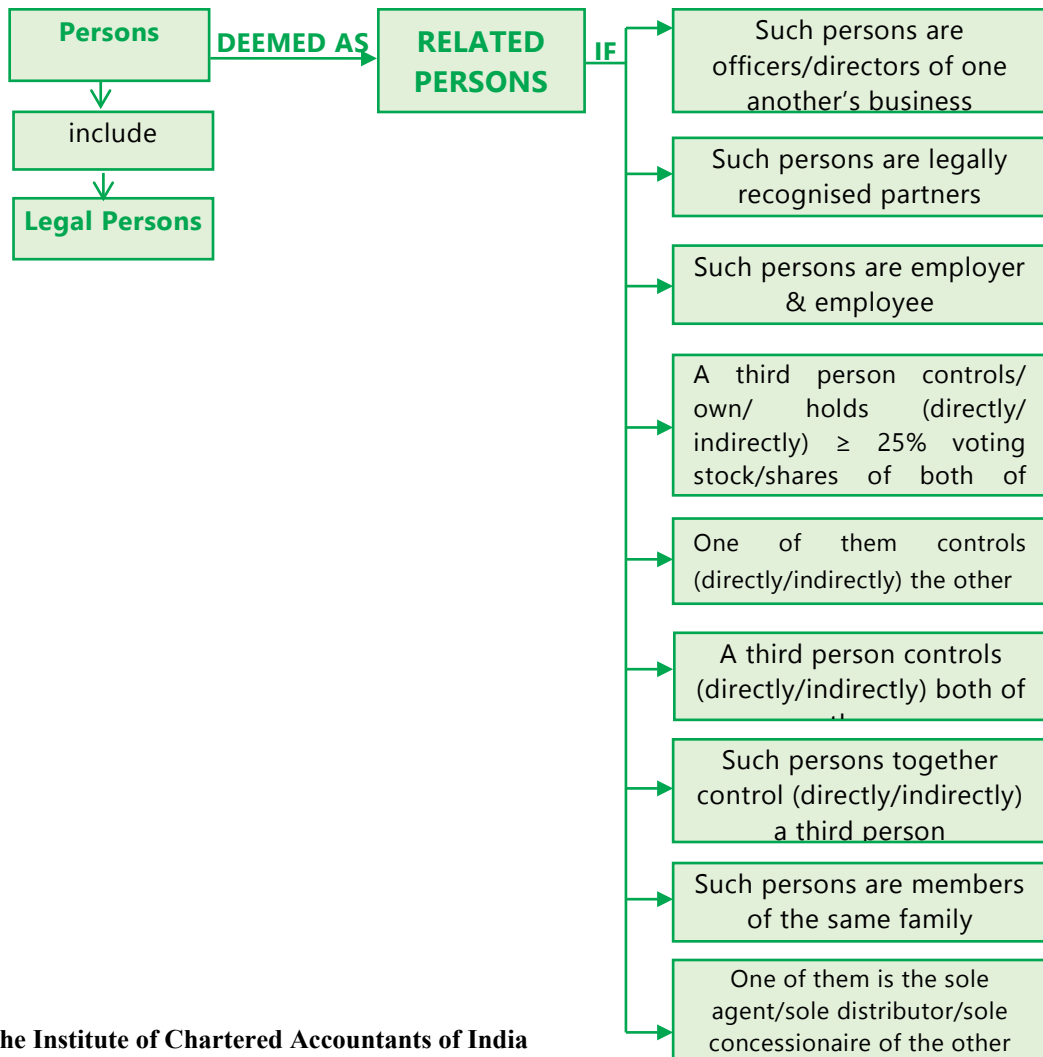 Persons
DEEMED AS
RELATED
PERSONS
IF
include
Legal Persons
Such persons are
officers/directors of one
another’s business
Such persons are legally
recognised partners
Such persons are employer
& employee
A third person controls/
own/ holds (directly/
indirectly) ≥ 25% voting
stock/shares of both of
One of them controls
(directly/indirectly) the other
A third person controls
(directly/indirectly) both of
Such persons together
control (directly/indirectly)
a third person
Such persons are members
of the same family
One of them is the sole
agent/sole distributor/sole
concessionaire of the other
he Institute of Chartered Accountants of India